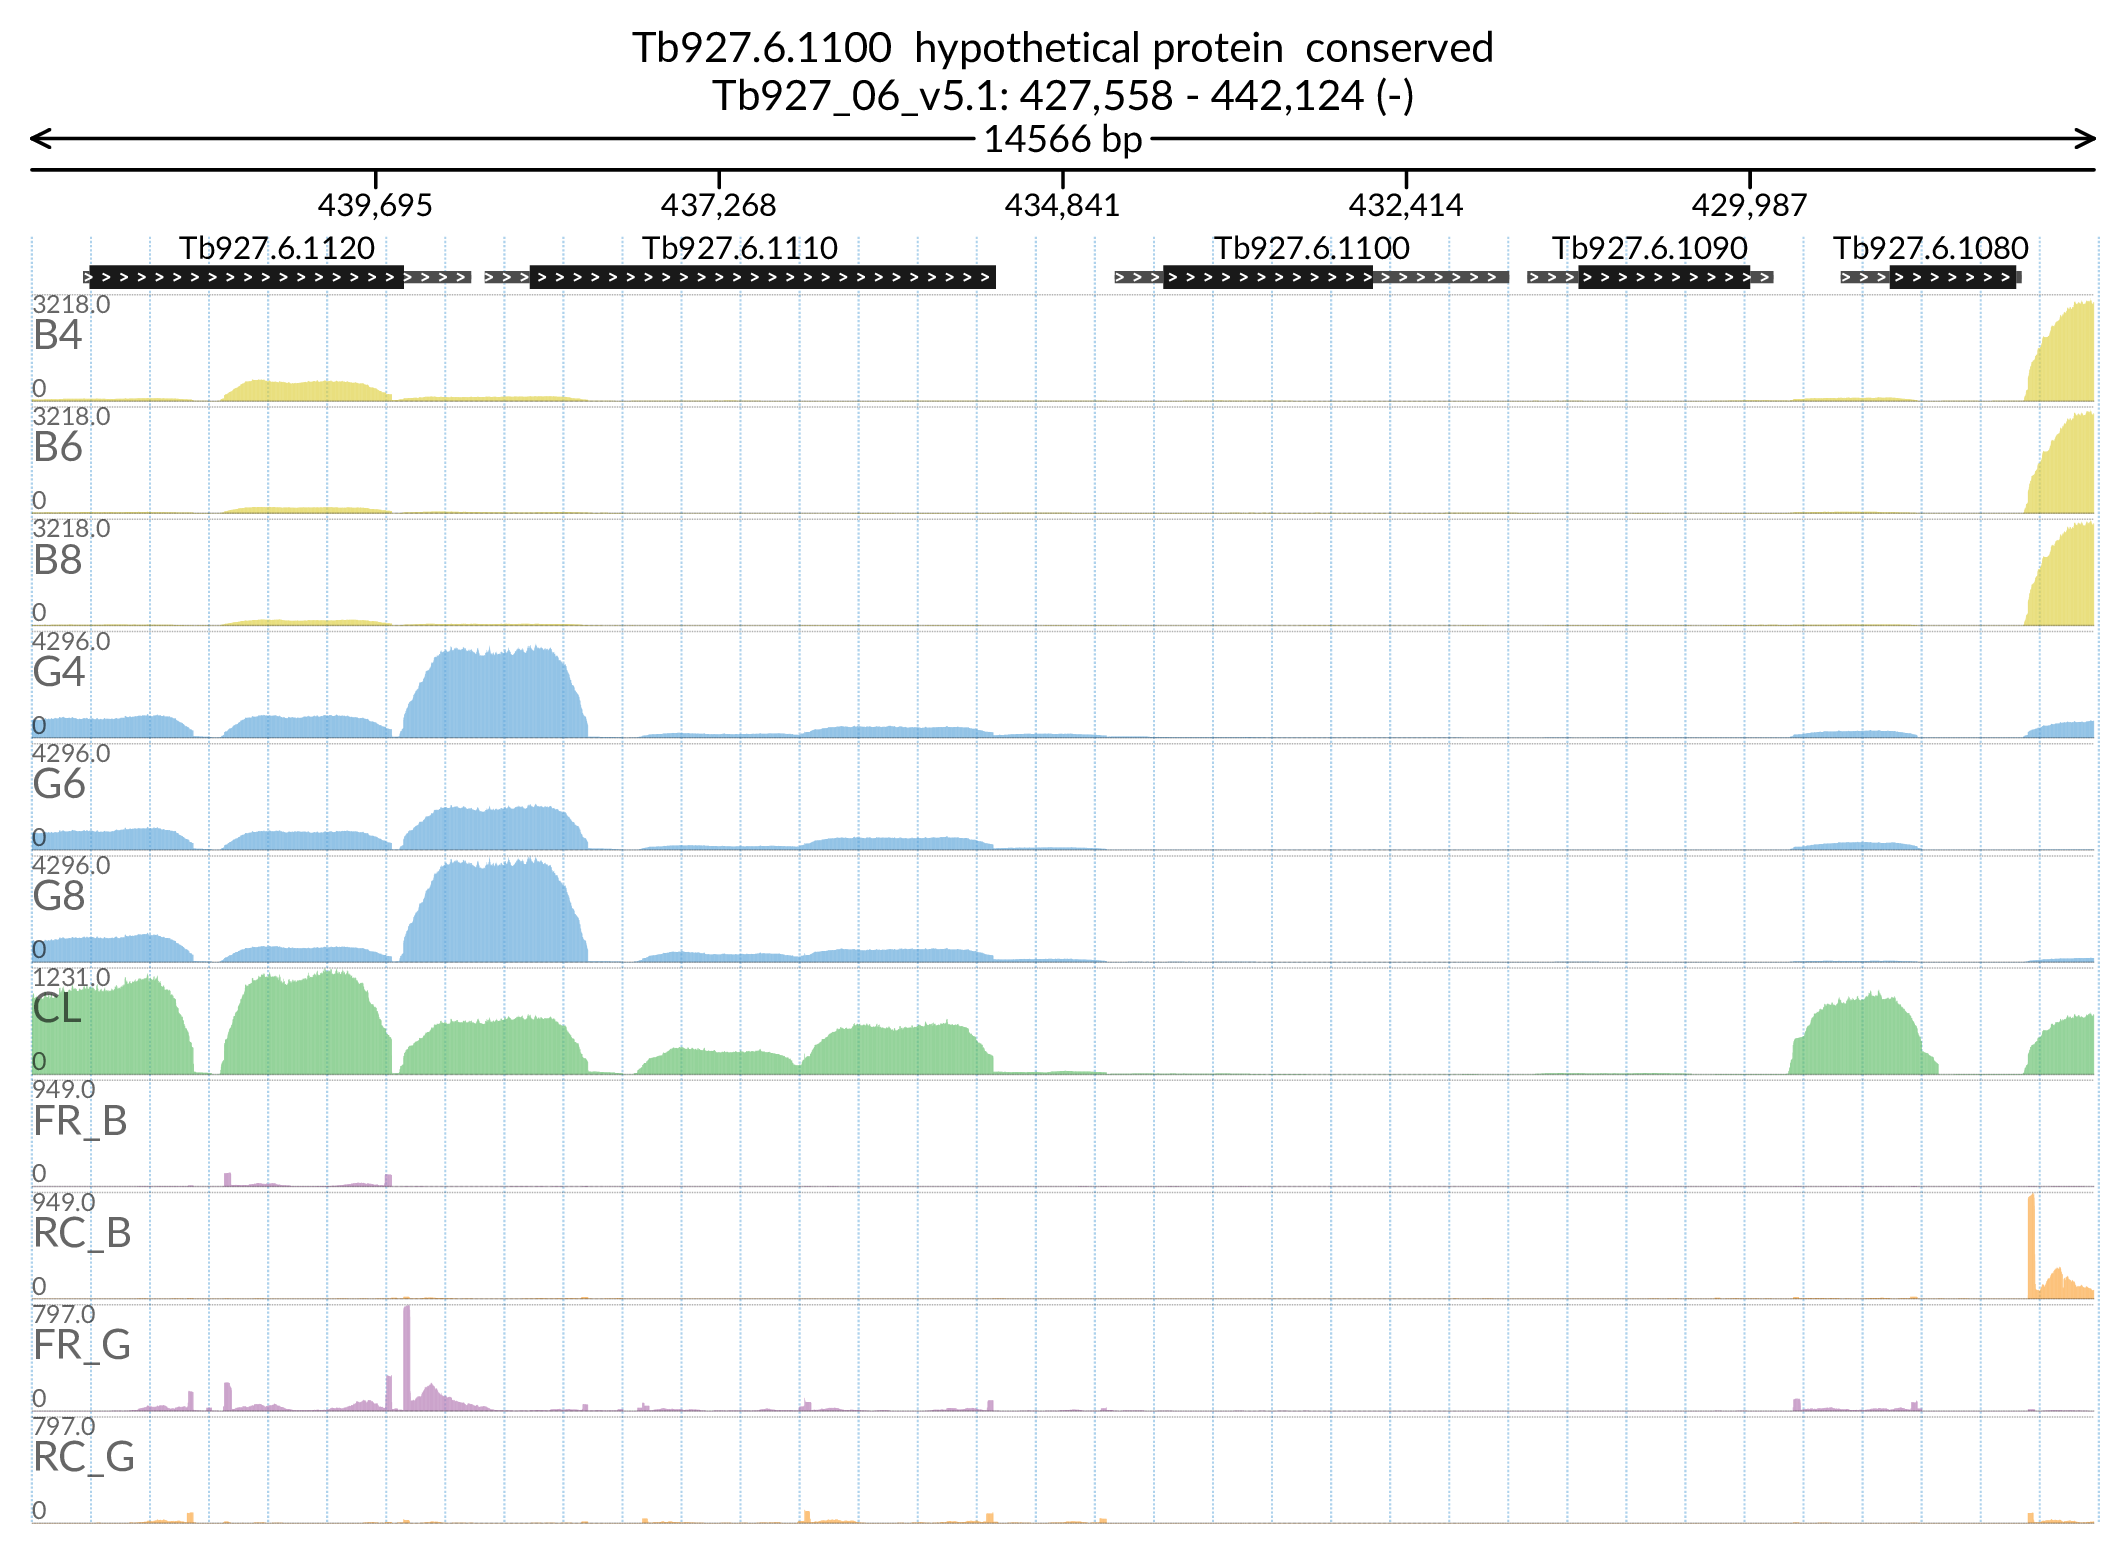 Tb927.6.1100  hypothetical protein  conserved
Tb927_06_v5.1: 427,558 - 442,124 (-)
14566 bp
439,695 437,268 434,841 432,414 429,987
Tb927.6.1120 Tb927.6.1110 Tb927.6.1100 Tb927.6.1090 Tb927.6.1080
3218.0
B4
0
3218.0
B6
0
3218.0
B8
0
4296.0
G4
0
4296.0
G6
0
4296.0
G8
0
1231.0
CL
0
949.0
FR_B
0
949.0
RC_B
0
797.0
FR_G
0
797.0
RC_G
0